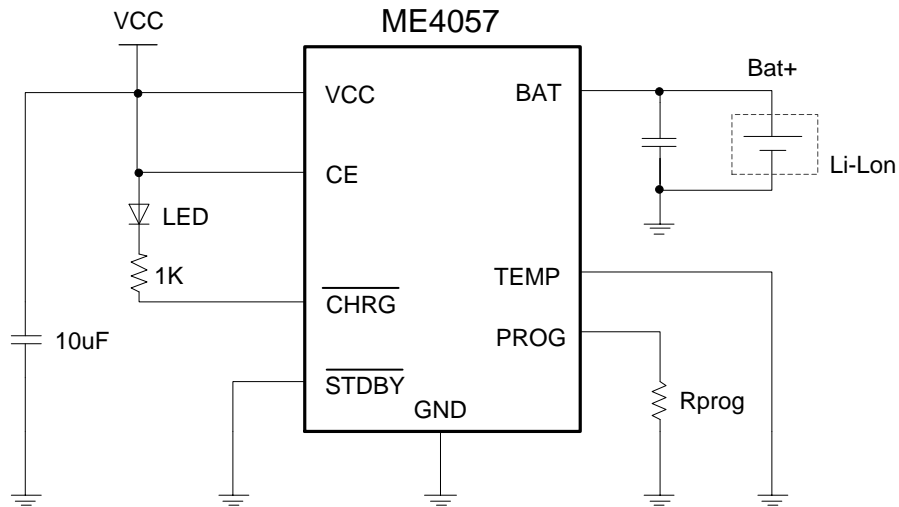 ME4057
VCC
VCC
BAT
Bat+
CE
Li-Lon
LED
1K
TEMP
CHRG
10uF
PROG
STDBY
Rprog
GND